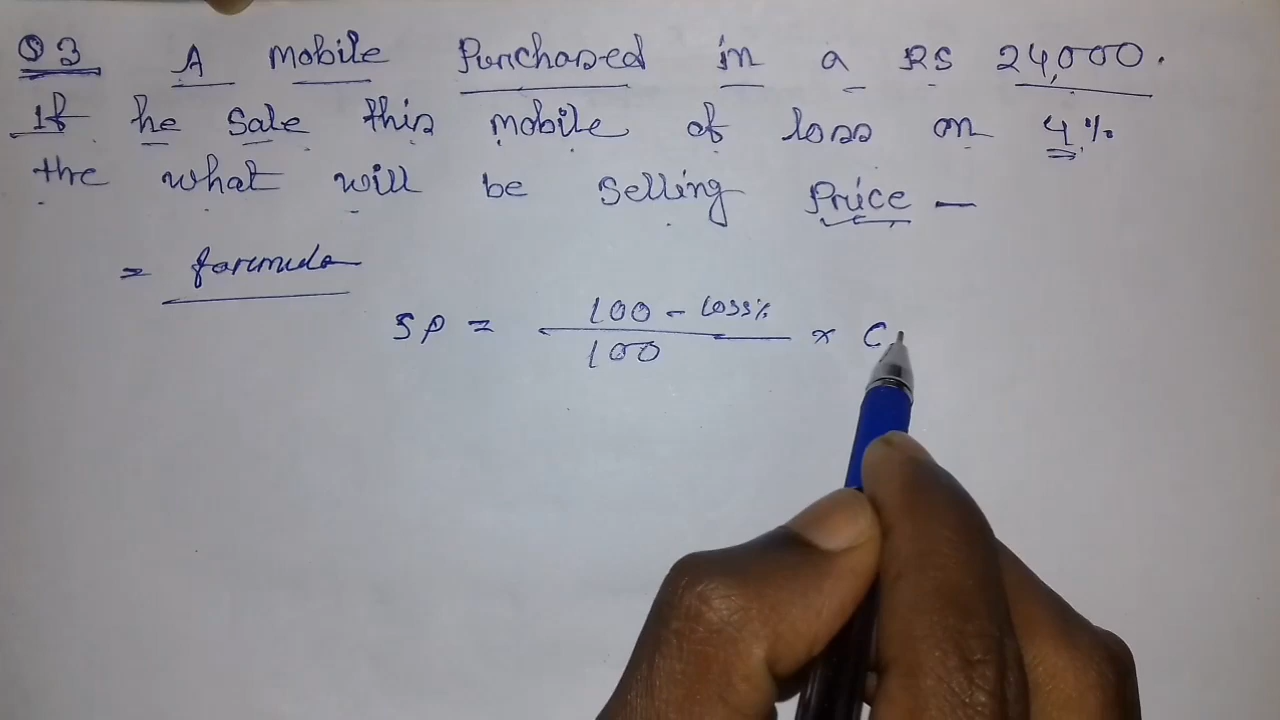 Q3 A mobile Purchased in a RS 24,000.
If he sale this mobile of loss on 4%
the what will be selling Price —
= formula
SP = 100 - Loss% / 100 × C